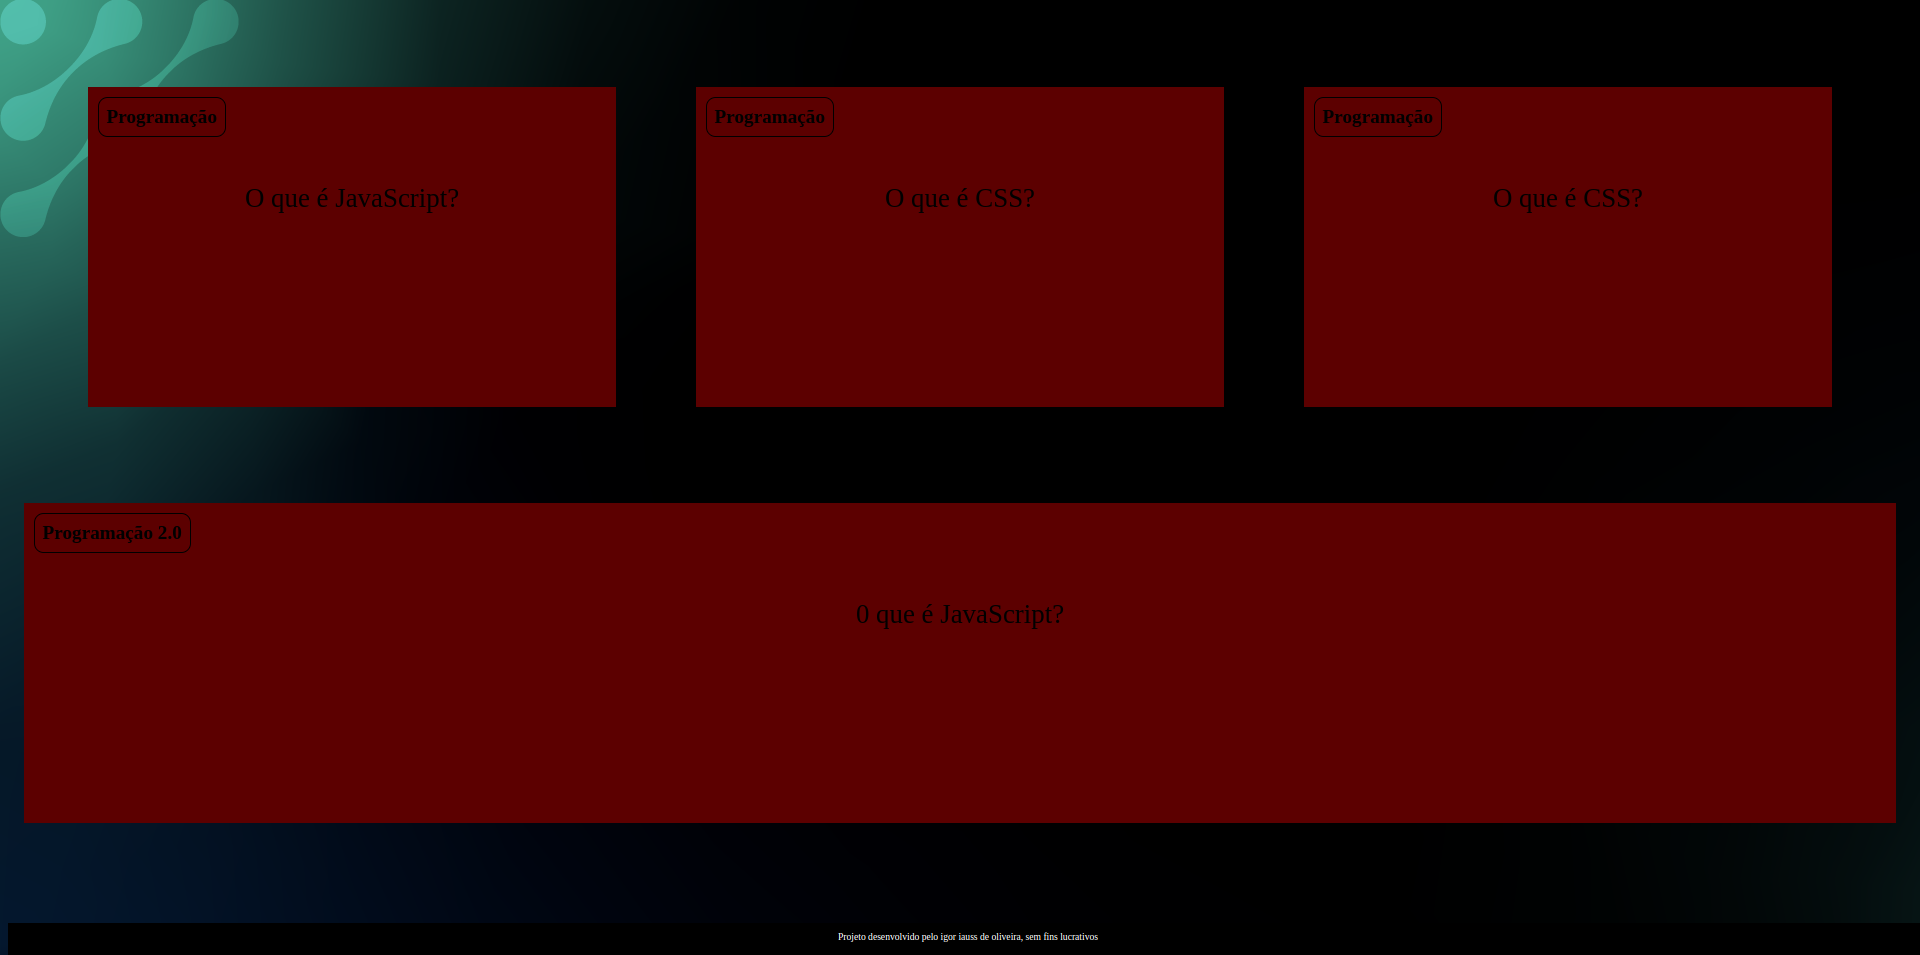 Programação
O que é JavaScript?
Programação
O que é CSS?
Programação
O que é CSS?
Programação 2.0
0 que é JavaScript?
Projeto desenvolvido pelo igor iauss de oliveira, sem fins lucrativos